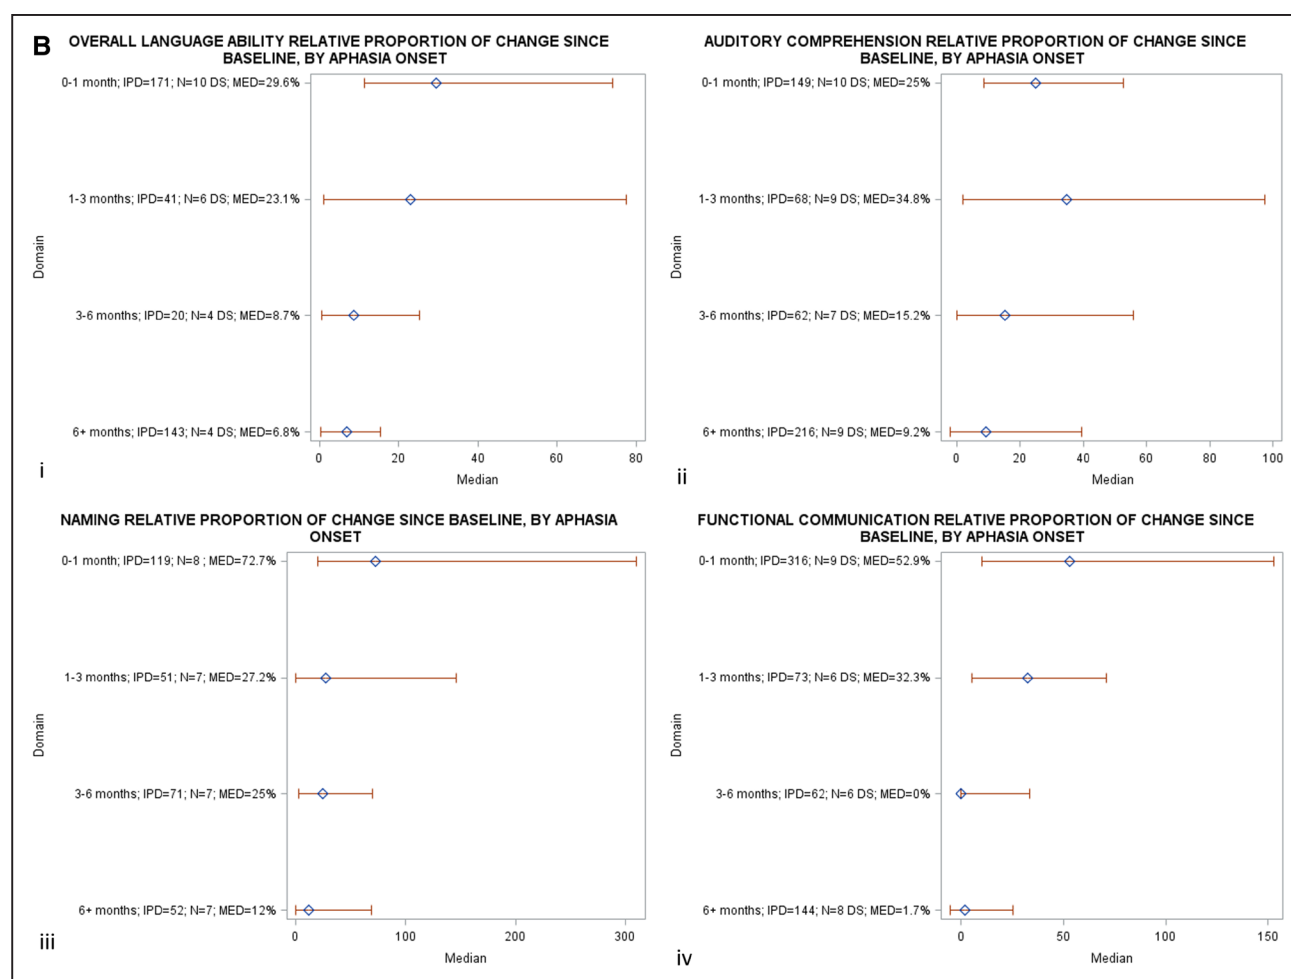 B
OVERALL LANGUAGE ABILITY RELATIVE PROPORTION OF CHANGE SINCE
BASELINE, BY APHASIA ONSET
0-1 month; IPD=171; N=10 DS; MED=29.6%
1-3 months; IPD=41; N=6 DS; MED=23.1%
3-6 months; IPD=20; N=4 DS; MED=8.7%
6+ months; IPD=143; N=4 DS; MED=6.8%
Domain
0 20 40 60 80
Median
i
AUDITORY COMPREHENSION RELATIVE PROPORTION OF CHANGE SINCE
BASELINE, BY APHASIA ONSET
0-1 month; IPD=149; N=10 DS; MED=25%
1-3 months; IPD=68; N=9 DS; MED=34.8%
3-6 months; IPD=62; N=7 DS; MED=15.2%
6+ months; IPD=216; N=9 DS; MED=9.2%
Domain
0 20 40 60 80 100
Median
ii
NAMING RELATIVE PROPORTION OF CHANGE SINCE BASELINE, BY APHASIA
ONSET
0-1 month; IPD=119; N=8 ; MED=72.7%
1-3 months; IPD=51; N=7; MED=27.2%
3-6 months; IPD=71; N=7; MED=25%
6+ months; IPD=52; N=7; MED=12%
Domain
0 100 200 300
Median
iii
FUNCTIONAL COMMUNICATION RELATIVE PROPORTION OF CHANGE SINCE
BASELINE, BY APHASIA ONSET
0-1 month; IPD=316; N=9 DS; MED=52.9%
1-3 months; IPD=73; N=6 DS; MED=32.3%
3-6 months; IPD=62; N=6 DS; MED=0%
6+ months; IPD=144; N=8 DS; MED=1.7%
Domain
0 50 100 150
Median
iv